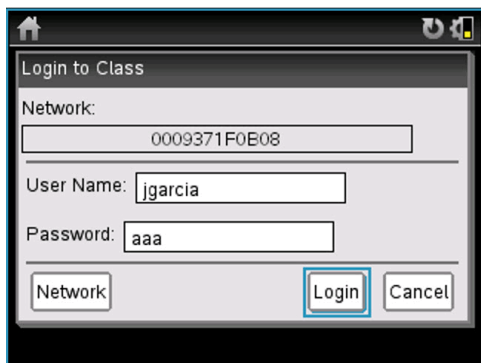 Login to Class
Network:
0009371F0B08
User Name: jgarcia
Password: aaa
Network Login Cancel